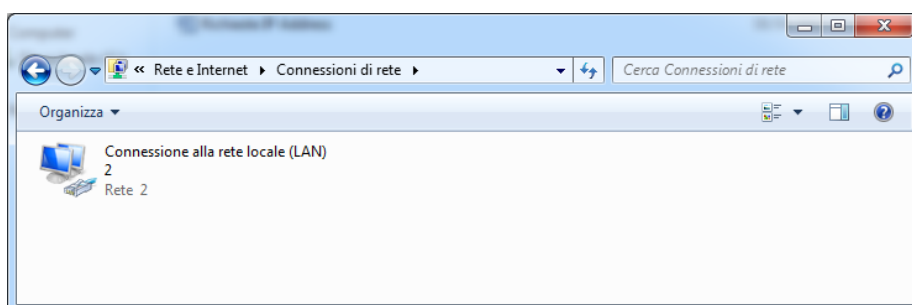 « Rete e Internet ▸ Connessioni di rete ▸
Cerca Connessioni di rete
Organizza
Connessione alla rete locale (LAN)
2
Rete 2